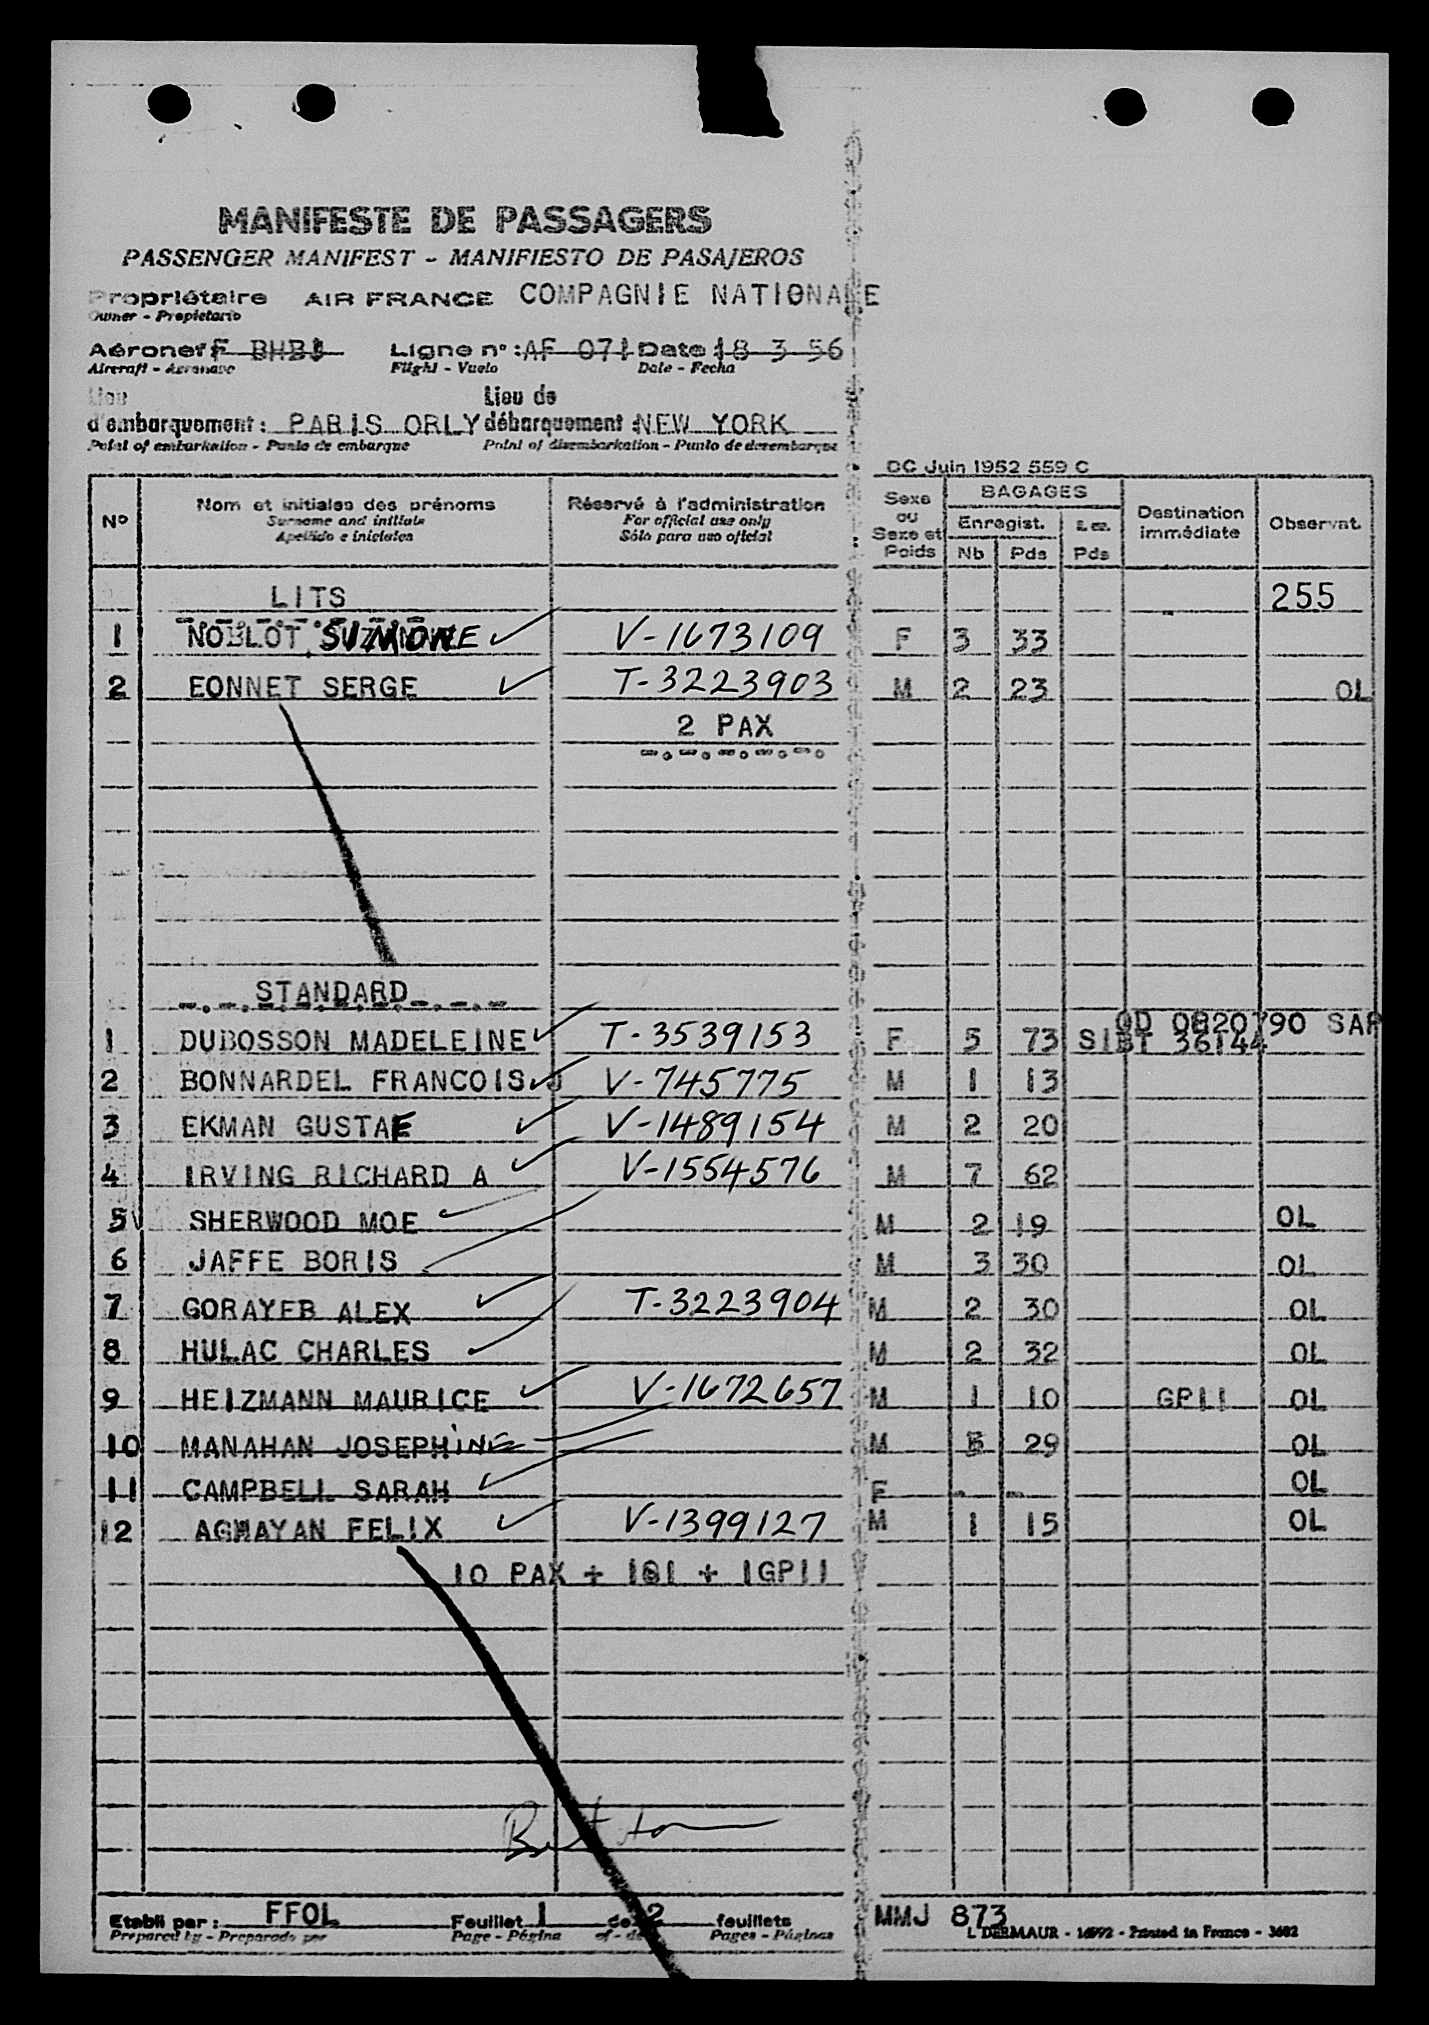 MANIFESTE DE PASSAGERS
PASSENGER MANIFEST - MANIFIESTO DE PASAJEROS
Propriétaire AIR FRANCE COMPAGNIE NATIONALE
Owner - Propietario
Aéronef F BHBI Ligne n° : AF 071 Date 18 3 56
Aircraft - Aeronave Flight - Vuelo Date - Fecha
Lieu Lieu de
d'embarquement : PARIS ORLY débarquement : NEW YORK
Point of embarkation - Punto de embarque Point of disembarkation - Punto de desembarque
DC Juin 1952 559 C
N° Nom et initiales des prénoms Réservé à l'administration Sexe ou Sexe et Poids BAGAGES Destination immédiate Observat.
Surname and initials For official use only Enregist.
Apellido e iniciales Sólo para uso oficial Nb Pds Pds
LITS 255
1 NOBLOT SIMONE V-1673109 F 3 33
2 EONNET SERGE T-3223903 M 2 23 OL
2 PAX
STANDARD
OD 0820790 SAP
1 DUBOSSON MADELEINE T-3539153 F 5 73 SIBT 36144
2 BONNARDEL FRANCOIS J V-745775 M 1 13
3 EKMAN GUSTAF V-1489154 M 2 20
4 IRVING RICHARD A V-1554576 M 7 62
5 SHERWOOD MOE M 2 19 OL
6 JAFFE BORIS M 3 30 OL
7 GORAYEB ALEX T-3223904 M 2 30 OL
8 HULAC CHARLES M 2 32 OL
9 HEIZMANN MAURICE V-1672657 M 1 10 GP11 OL
10 MANAHAN JOSEPHINE M 29 OL
11 CAMPBELL SARAH F - - OL
12 AGWAYAN FELIX V-1399127 M 1 15 OL
10 PAX + + 1GP11
Etabli par : FFOL Feuillet 1 de 2 feuillets MMJ 873
Prepared by - Preparado por Page - Página of - de Pages - Páginas L DERMAUR - 16992 - Printed in France - 3682